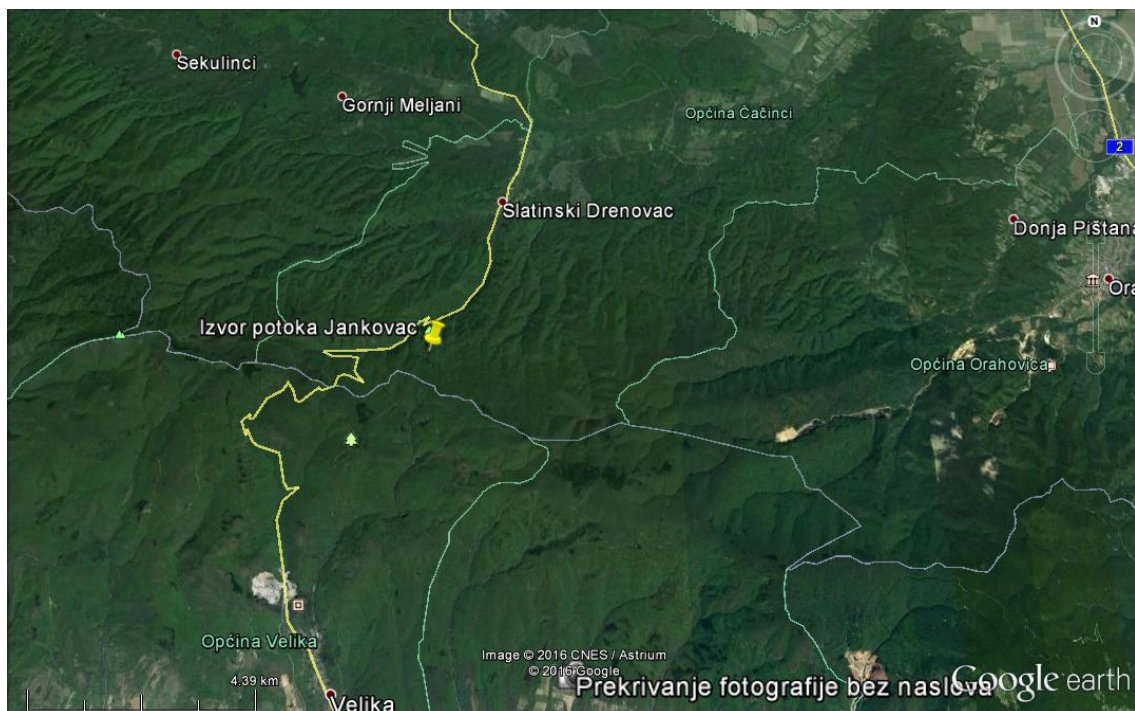 N
Sekulinci
Gornji Meljani
Općina Čačinci
2
Slatinski Drenovac
Donja Pištana
Ora
Izvor potoka Jankovac
Općina Orahovica
Općina Velika
Image © 2016 CNES / Astrium
© 2016 Google
4.39 km
Prekrivanje fotografije bez naslova
Google earth
Velika